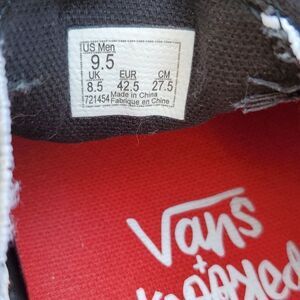 US Men
9.5
UK EUR CM
8.5 42.5 27.5
721454 Made in China
Fabriqué en Chine
Vans
+